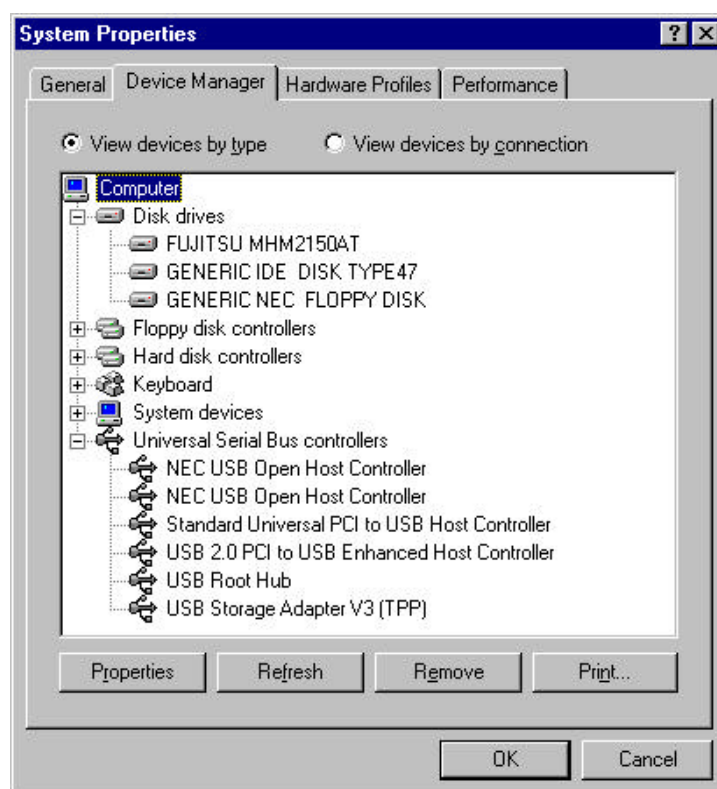 System Properties
General Device Manager Hardware Profiles Performance
View devices by type View devices by connection
Computer
Disk drives
FUJITSU MHM2150AT
GENERIC IDE DISK TYPE47
GENERIC NEC FLOPPY DISK
Floppy disk controllers
Hard disk controllers
Keyboard
System devices
Universal Serial Bus controllers
NEC USB Open Host Controller
NEC USB Open Host Controller
Standard Universal PCI to USB Host Controller
USB 2.0 PCI to USB Enhanced Host Controller
USB Root Hub
USB Storage Adapter V3 (TPP)
Properties Refresh Remove Print...
OK Cancel